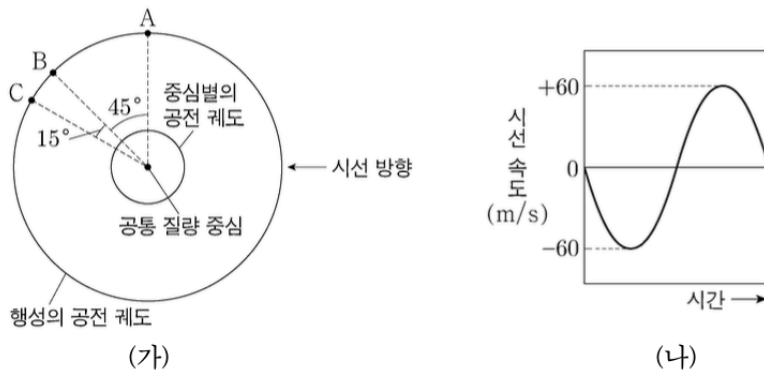 A
B
C
45°
15°
중심별의
공전 궤도
시선 방향
공통 질량 중심
행성의 공전 궤도
(가)
+60
0
-60
시선 속도
(m/s)
시간
(나)